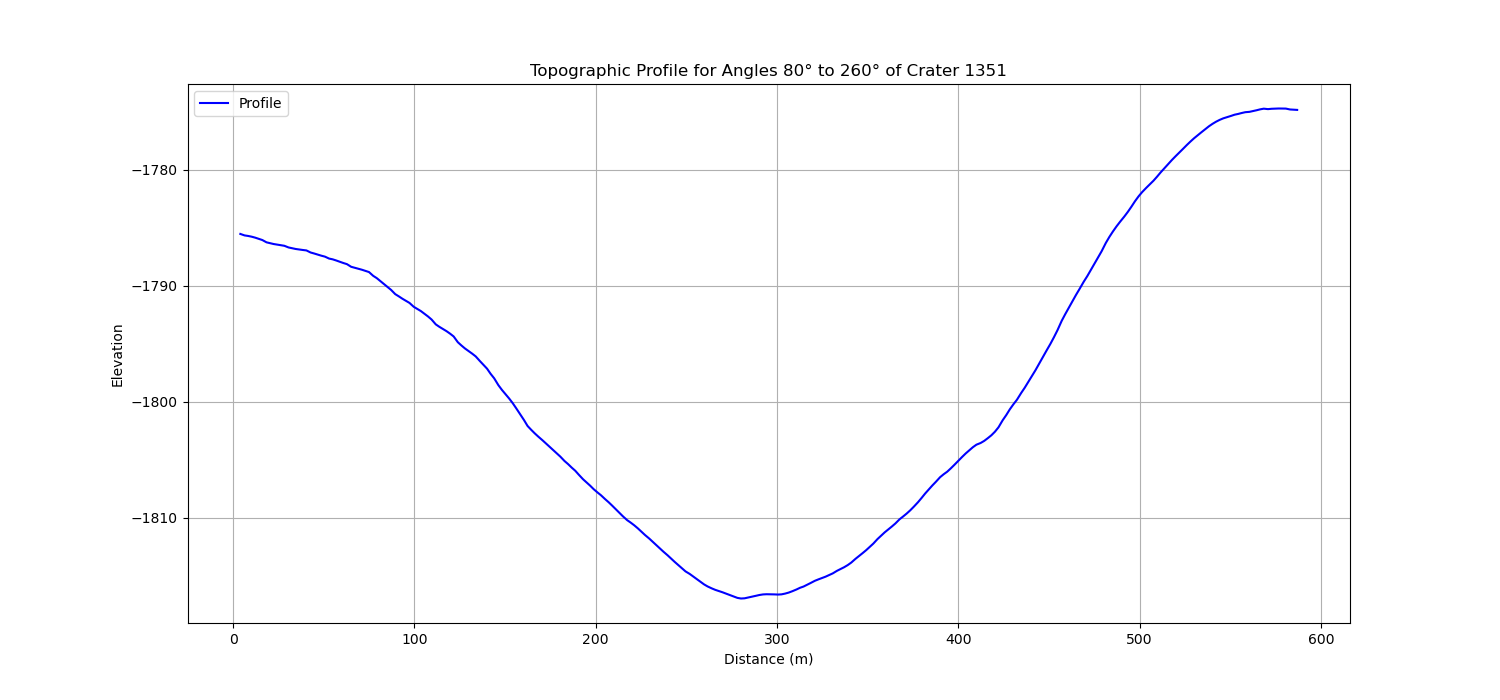 Topographic Profile for Angles 80° to 260° of Crater 1351
Profile
−1780
−1790
−1800
−1810
Elevation
0 100 200 300 400 500 600
Distance (m)